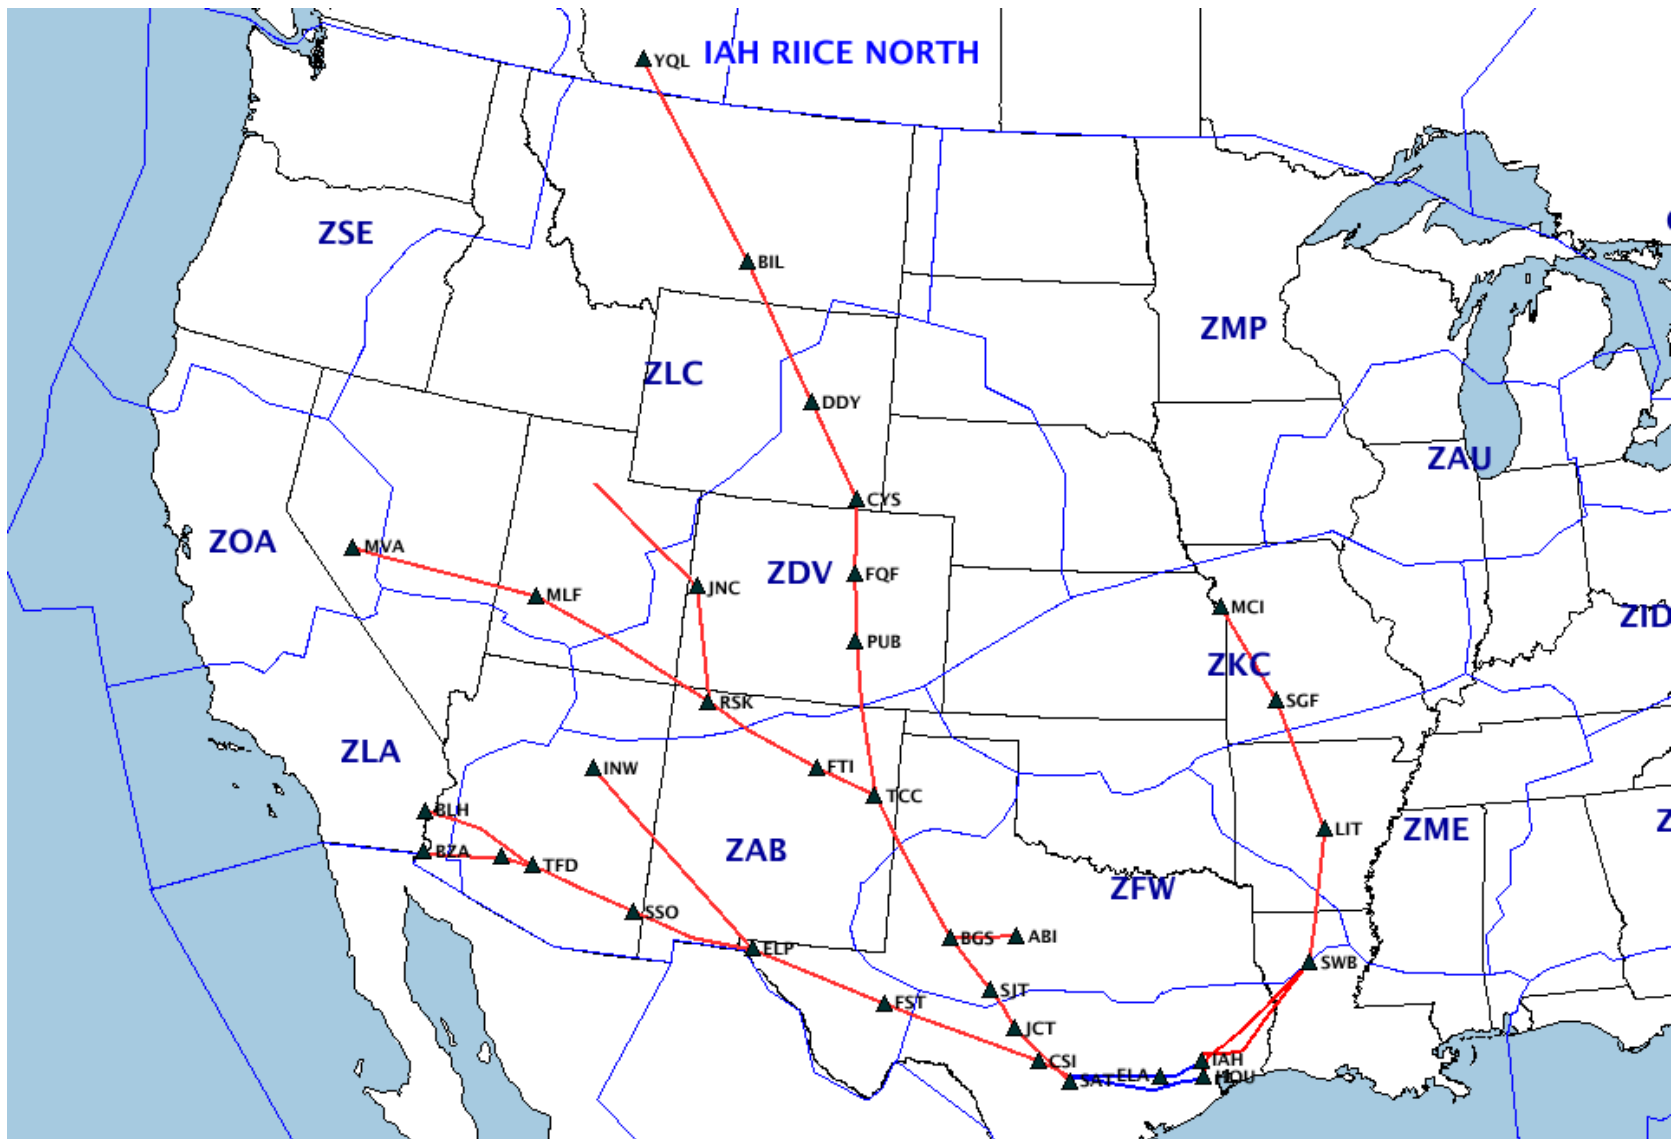 IAH RIICE NORTH
YQL
ZSE
BIL
ZMP
ZLC
DDY
ZAU
CYS
ZOA
MVA
ZDV
FQF
JNC
MLF
MCI
ZID
PUB
ZKC
RSK
SGF
ZLA
INW
FTI
TCC
BLH
LIT
ZME
BZA
ZAB
TFD
ZFW
SSO
BGS
ABI
ELP
SWB
SJT
FST
JCT
CSI
IAH
SAT
ELA
HOU